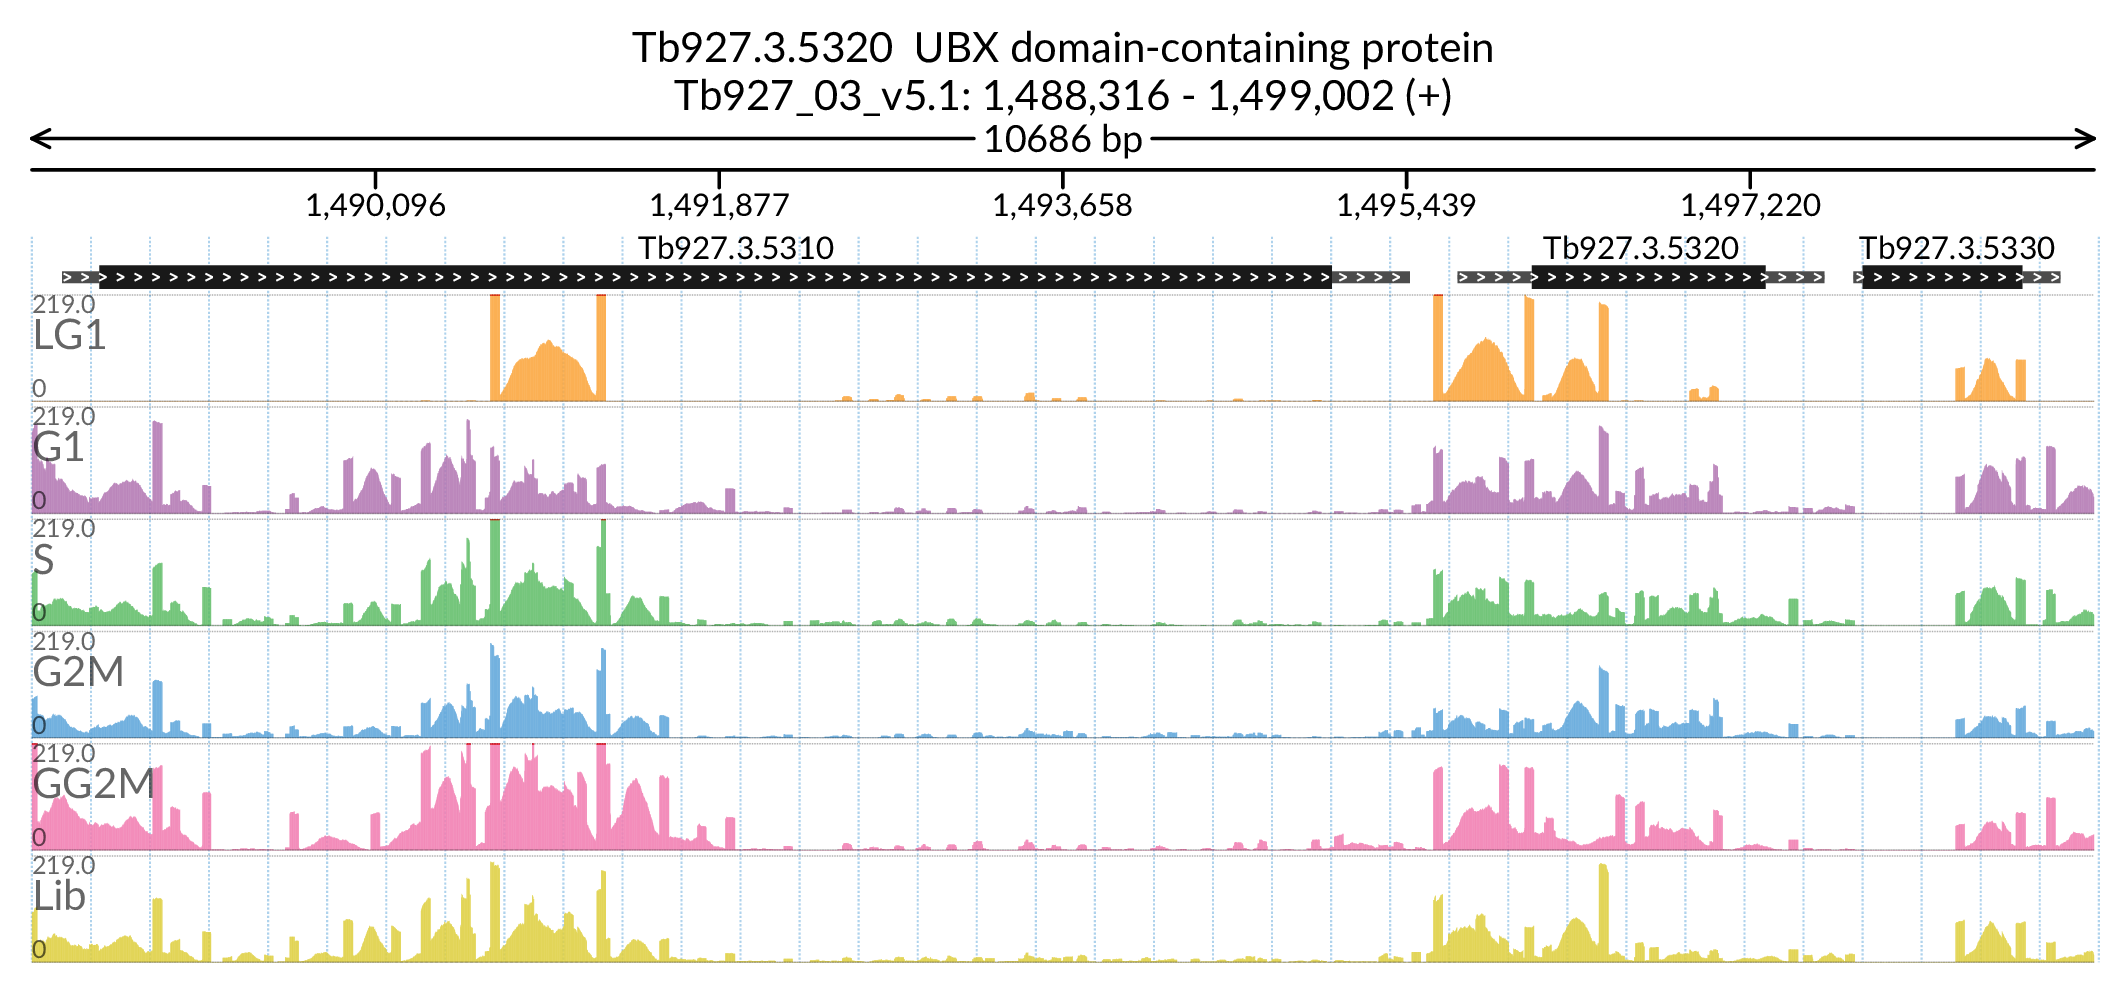 Tb927.3.5320 UBX domain-containing protein
Tb927_03_v5.1: 1,488,316 - 1,499,002 (+)
10686 bp
1,490,096 1,491,877 1,493,658 1,495,439 1,497,220
Tb927.3.5310 Tb927.3.5320 Tb927.3.5330
219.0
LG1
0
219.0
G1
0
219.0
S
0
219.0
G2M
0
219.0
GG2M
0
219.0
Lib
0